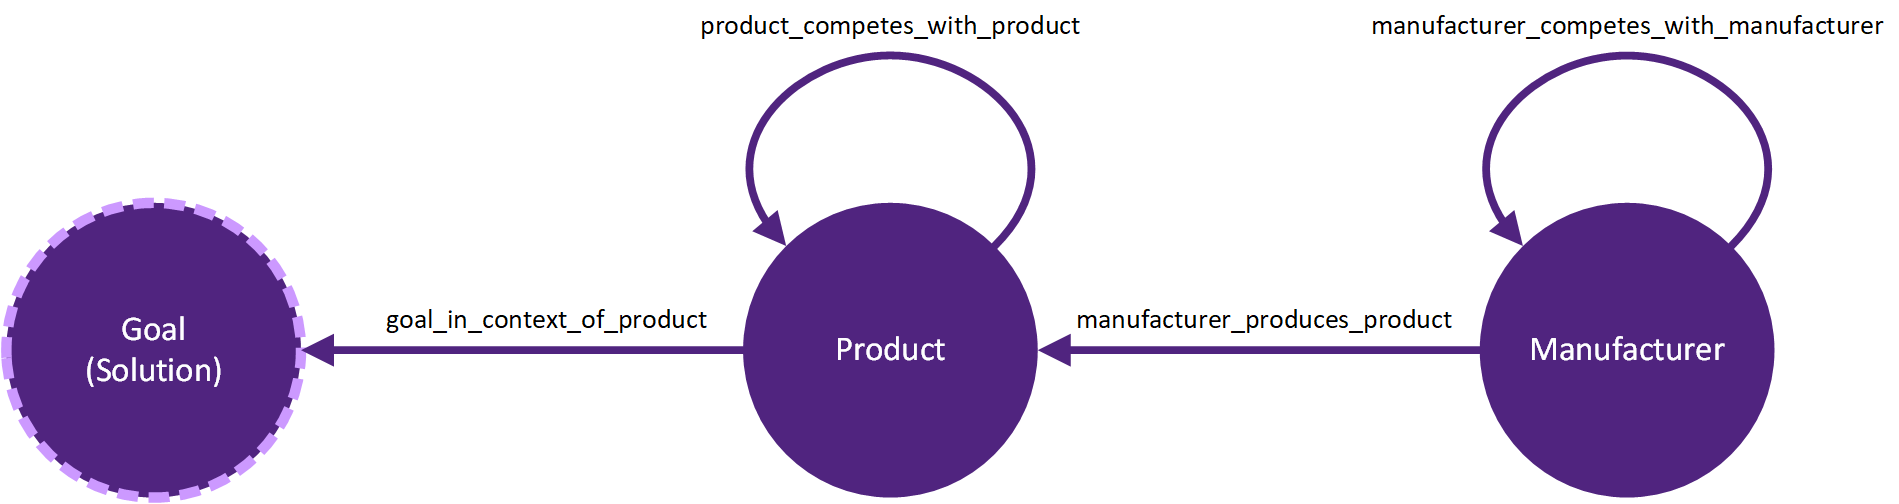 product_competes_with_product
manufacturer_competes_with_manufacturer
goal_in_context_of_product
manufacturer_produces_product
Goal
(Solution)
Product
Manufacturer